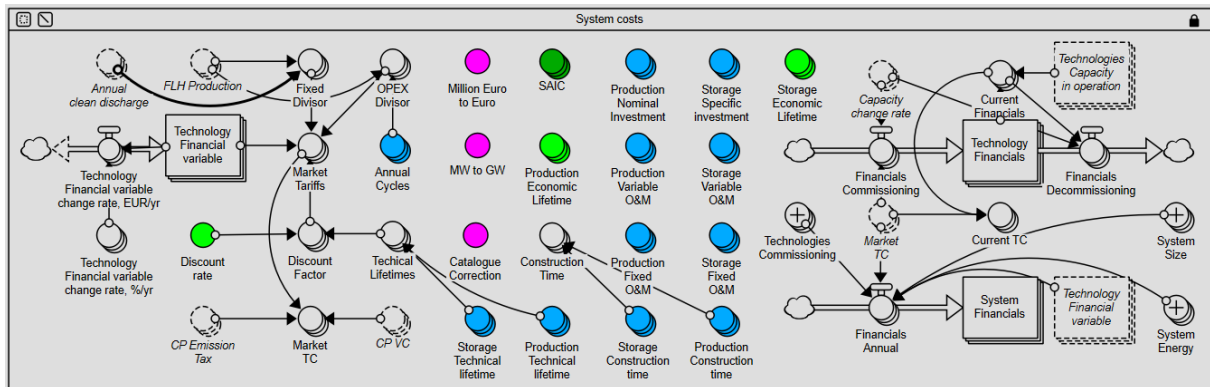 System costs
Annual
clean discharge
FLH Production
Fixed
Divisor
OPEX
Divisor
Million Euro
to Euro
SAIC
Production
Nominal
Investment
Storage
Specific
investment
Storage
Economic
Lifetime
Capacity
change rate
Current
Financials
Technologies
Capacity
in operation
Technology
Financial
variable
Technology
Financial variable
change rate, EUR/yr
Market
Tariffs
Annual
Cycles
MW to GW
Production
Economic
Lifetime
Production
Variable
O&M
Storage
Variable
O&M
Financials
Commissioning
Technology
Financials
Financials
Decommissioning
Technology
Financial variable
change rate, %/yr
Discount
rate
Discount
Factor
Techical
Lifetimes
Catalogue
Correction
Construction
Time
Production
Fixed
O&M
Storage
Fixed
O&M
Technologies
Commissioning
Market
TC
Current TC
System
Size
CP Emission
Tax
Market
TC
CP VC
Storage
Technical
lifetime
Production
Technical
lifetime
Storage
Construction
time
Production
Construction
time
Financials
Annual
System
Financials
Technology
Financial
variable
System
Energy